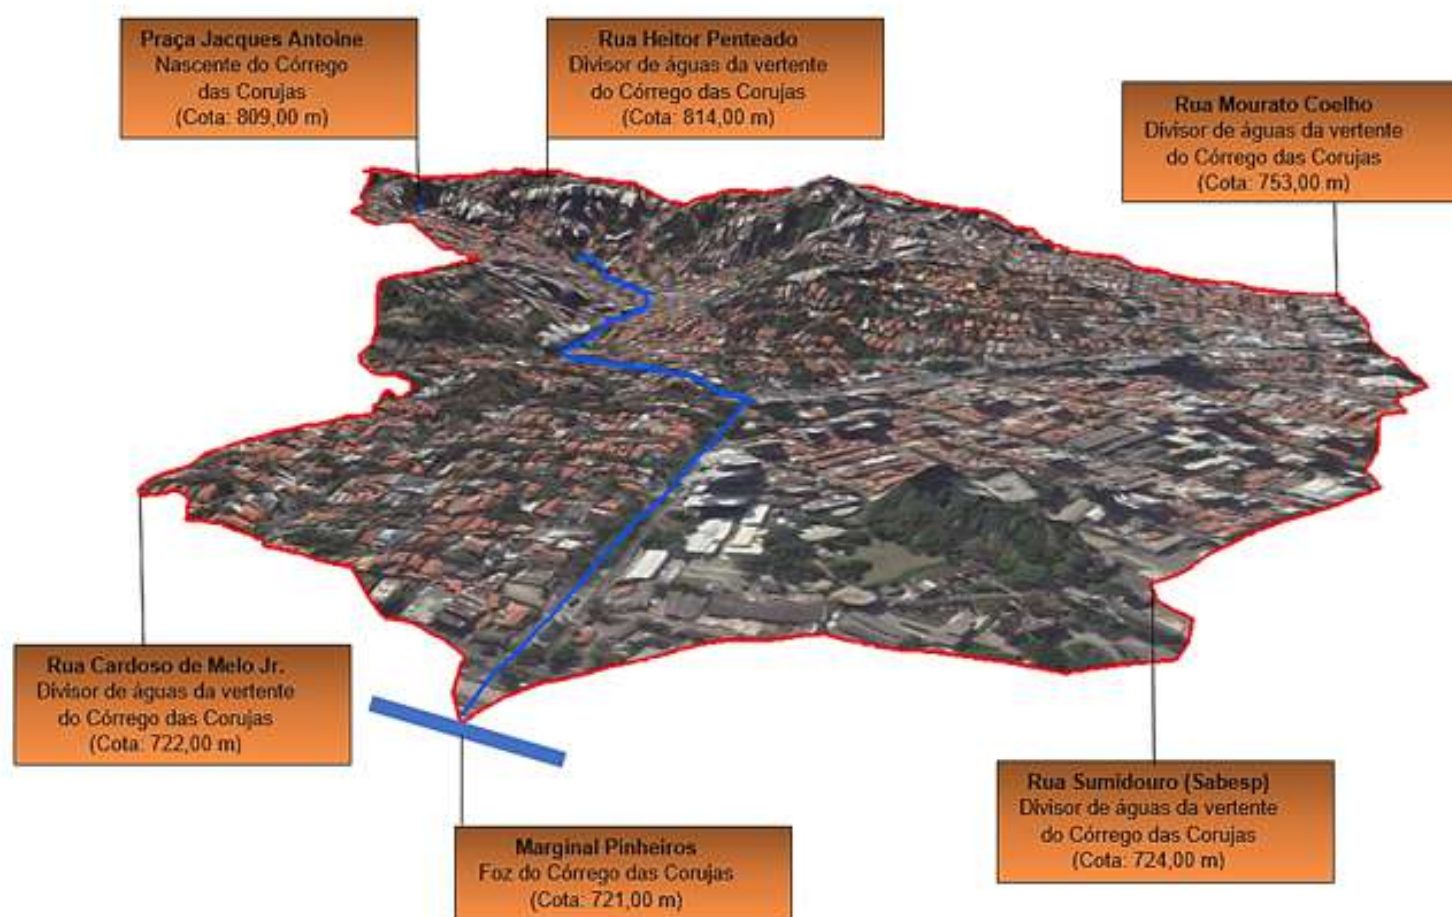 Praça Jacques Antoine
Nascente do Córrego
das Corujas
(Cota: 809,00 m)
Rua Heitor Penteado
Divisor de águas da vertente
do Córrego das Corujas
(Cota: 814,00 m)
Rua Mourato Coelho
Divisor de águas da vertente
do Córrego das Corujas
(Cota: 753,00 m)
Rua Cardoso de Melo Jr.
Divisor de águas da vertente
do Córrego das Corujas
(Cota: 722,00 m)
Marginal Pinheiros
Foz do Córrego das Corujas
(Cota: 721,00 m)
Rua Sumidouro (Sabesp)
Divisor de águas da vertente
do Córrego das Corujas
(Cota: 724,00 m)